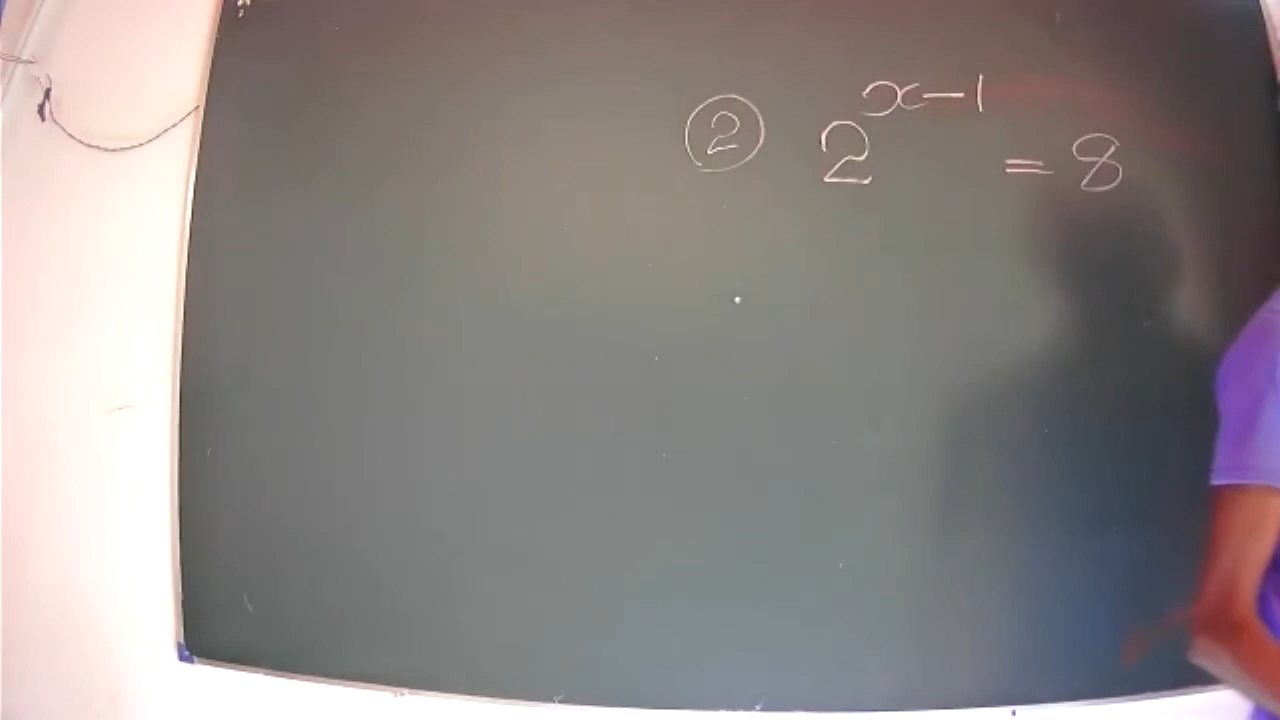 ② 2^{x-1} = 8